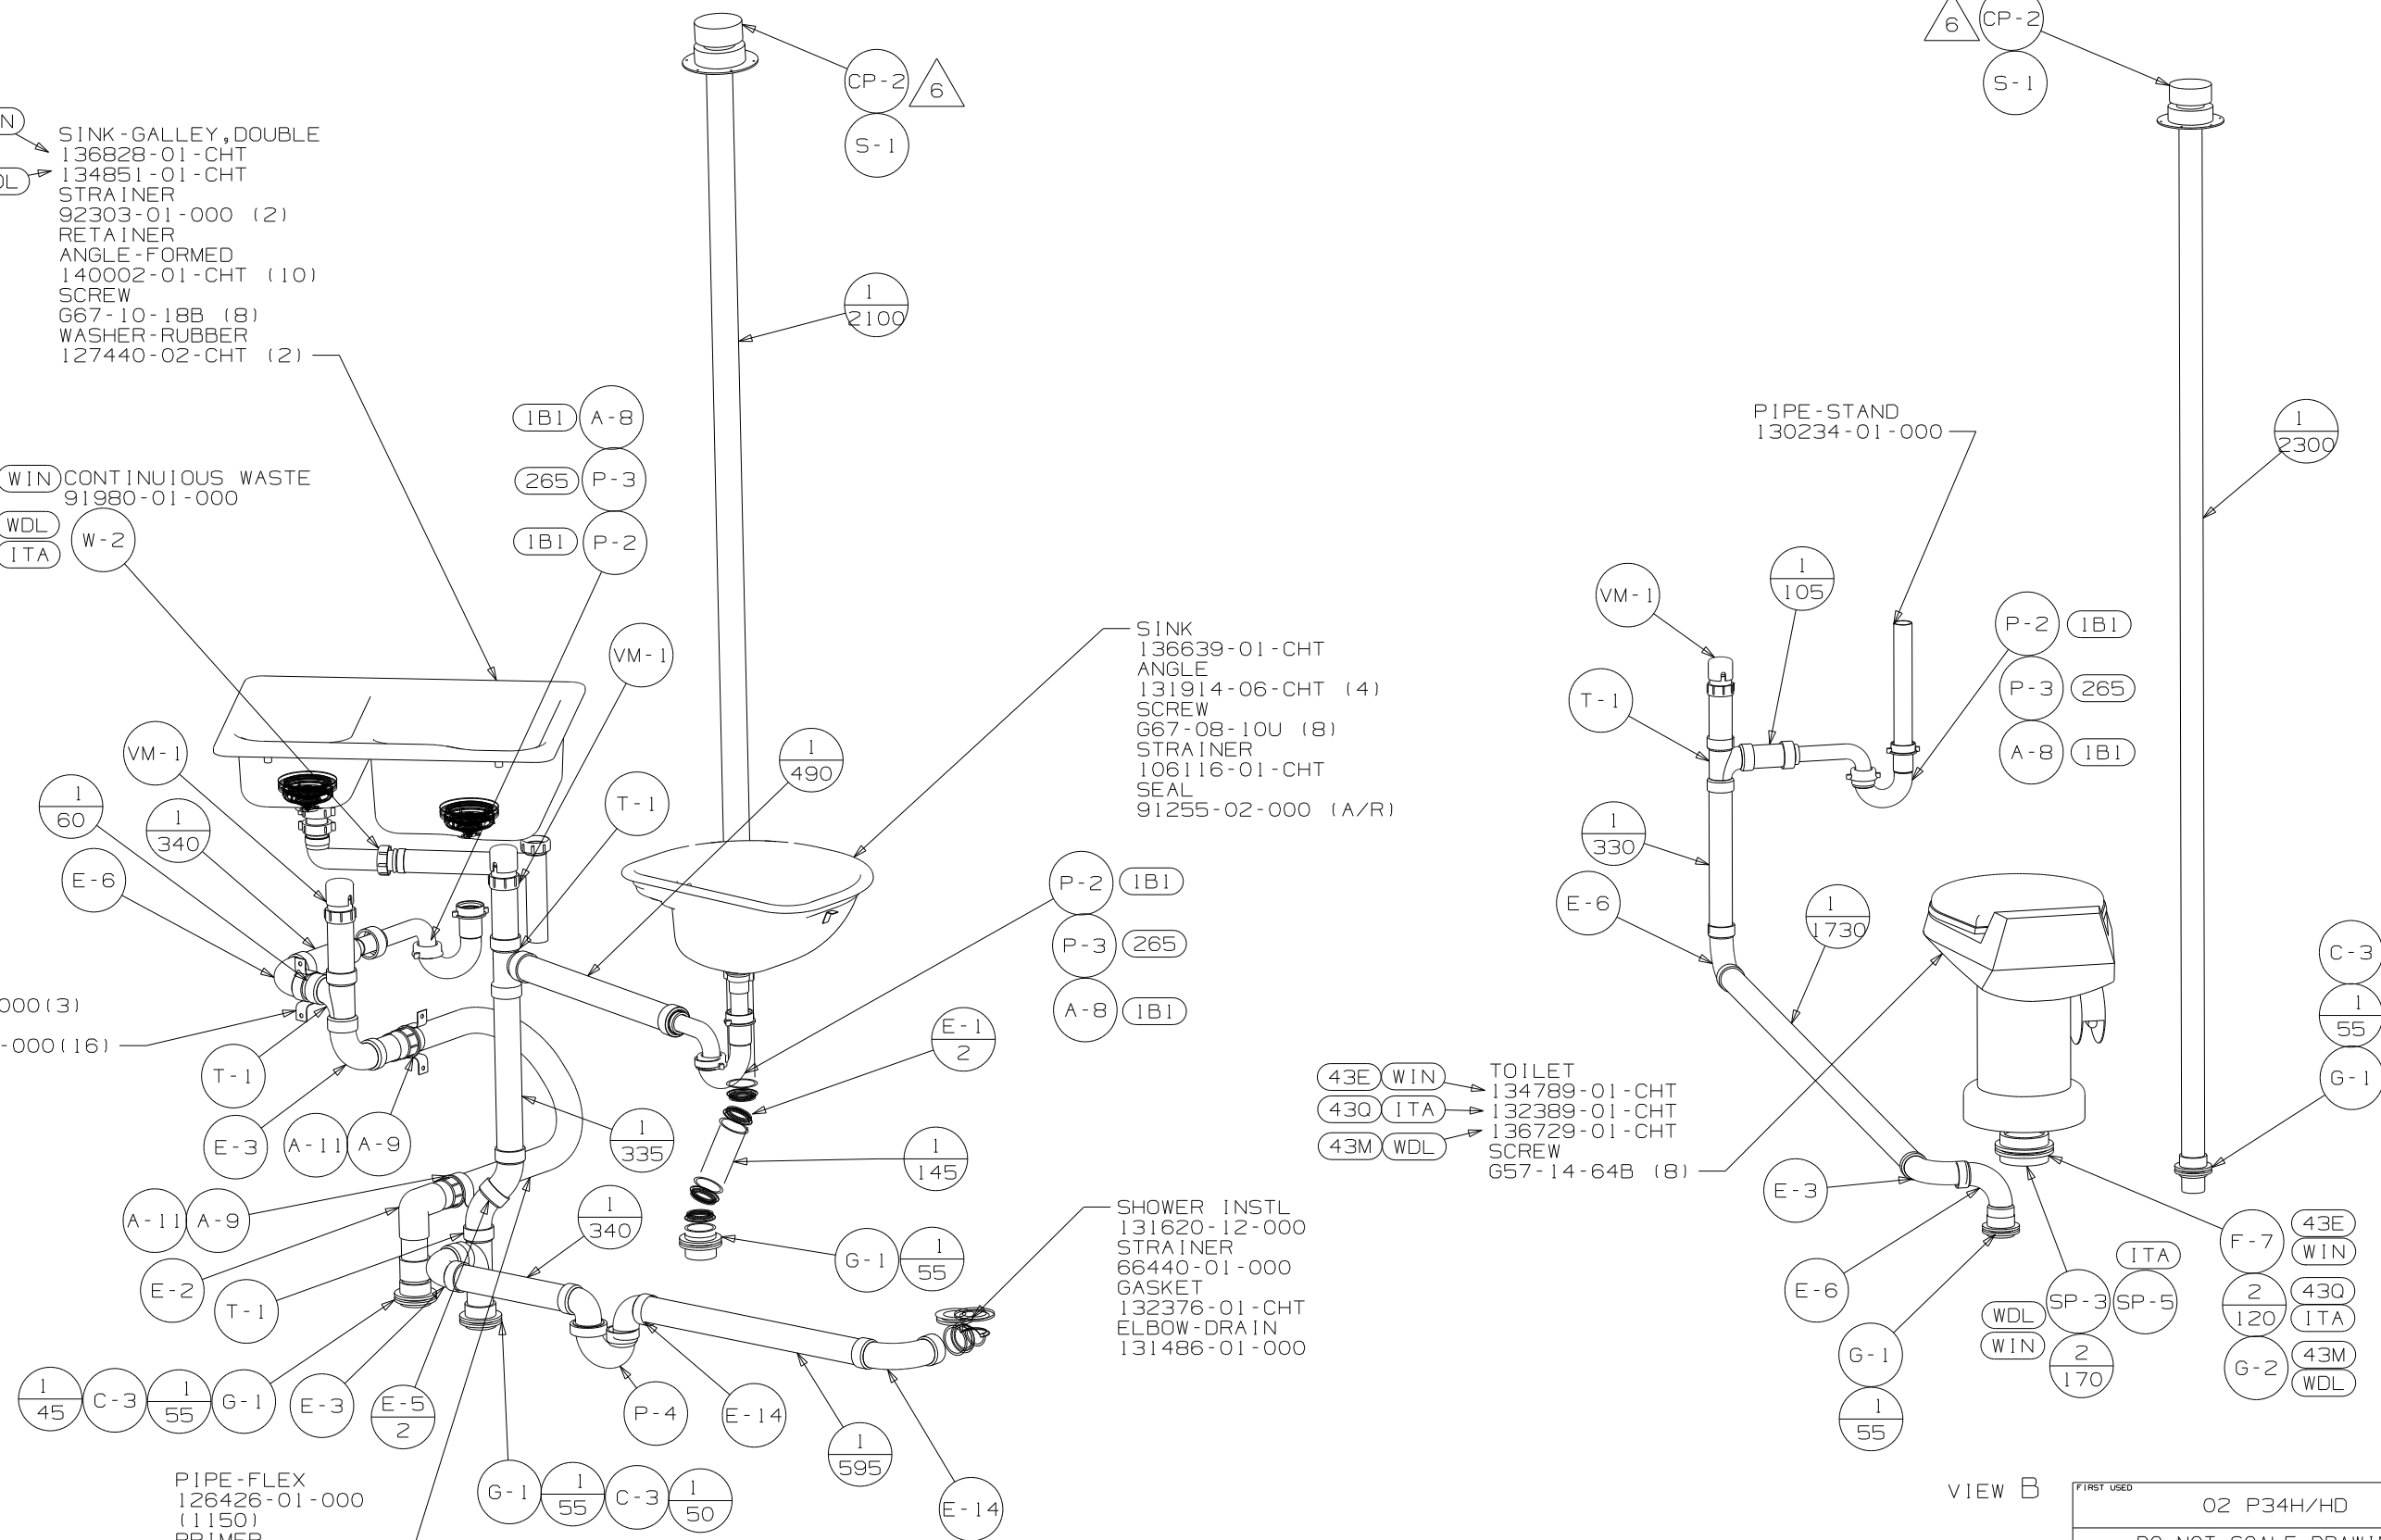 CP-2
6
S-1
6
CP-2
S-1
N
SINK-GALLEY,DOUBLE
136828-01-CHT
134851-01-CHT
STRAINER
92303-01-000 (2)
RETAINER
ANGLE-FORMED
140002-01-CHT (10)
SCREW
G67-10-18B (8)
WASHER-RUBBER
127440-02-CHT (2)
1
2100
1B1 A-8
265 P-3
1B1 P-2
WIN CONTINUIOUS WASTE
91980-01-000
WDL
ITA
W-2
VM-1
VM-1
1
60
1
340
E-6
1
490
T-1
SINK
136639-01-CHT
ANGLE
131914-06-CHT (4)
SCREW
G67-08-10U (8)
STRAINER
106116-01-CHT
SEAL
91255-02-000 (A/R)
P-2 1B1
P-3 265
A-8 1B1
000(3)
-000(16)
T-1
E-3
A-11 A-9
1
335
E-1
2
1
145
A-11 A-9
E-2
T-1
1
340
G-1
1
55
SHOWER INSTL
131620-12-000
STRAINER
66440-01-000
GASKET
132376-01-CHT
ELBOW-DRAIN
131486-01-000
1
45
C-3
1
55
G-1
E-3
E-5
2
P-4
E-14
1
595
E-14
G-1
1
55
C-3
1
50
PIPE-FLEX
126426-01-000
(1150)
PRIMER
PIPE-STAND
130234-01-000
1
2300
VM-1
1
105
T-1
P-2 1B1
P-3 265
A-8 1B1
1
330
E-6
1
1730
C-3
1
55
G-1
43E WIN
43Q ITA
43M WDL
TOILET
134789-01-CHT
132389-01-CHT
136729-01-CHT
SCREW
G57-14-64B (8)
E-3
E-6
G-1
1
55
ITA
WDL
WIN
SP-3 SP-5
2
170
F-7
43E
WIN
2
120
43Q
ITA
G-2
43M
WDL
VIEW B
FIRST USED
02 P34H/HD
DO NOT SCALE DRAWIN